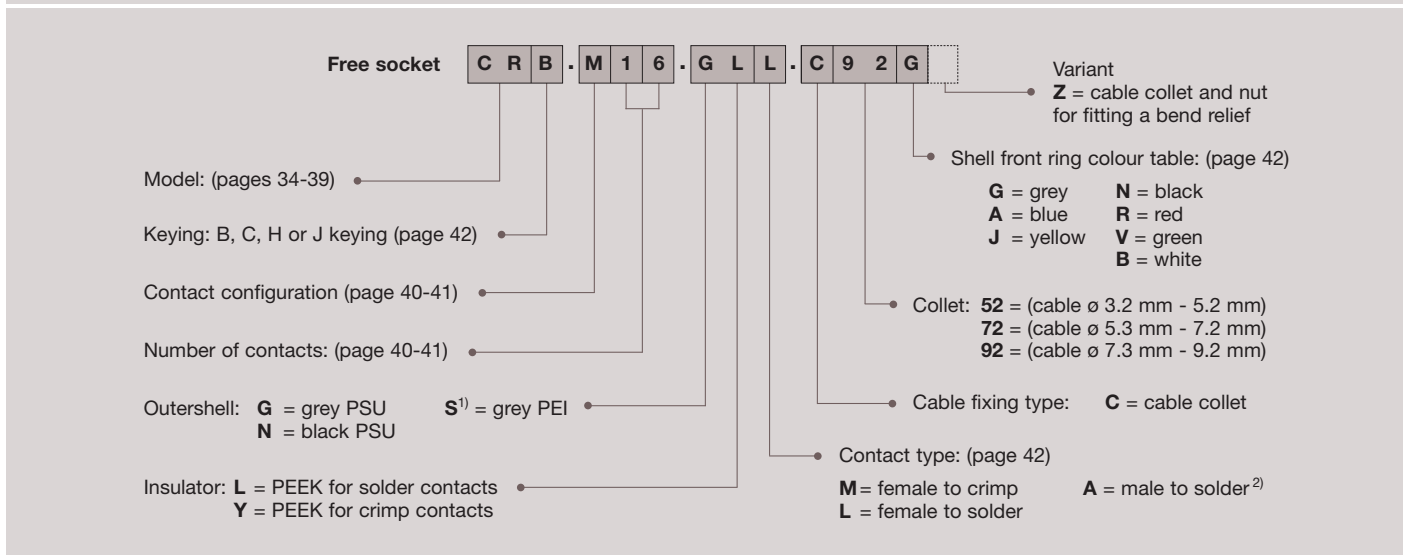 Free socket C R B . M 1 6 . G L L . C 9 2 G
Variant
Z = cable collet and nut
for fitting a bend relief
Shell front ring colour table: (page 42)
G = grey N = black
A = blue R = red
J = yellow V = green
B = white
Model: (pages 34-39)
Keying: B, C, H or J keying (page 42)
Contact configuration (page 40-41)
Number of contacts: (page 40-41)
Collet: 52 = (cable ø 3.2 mm - 5.2 mm)
72 = (cable ø 5.3 mm - 7.2 mm)
92 = (cable ø 7.3 mm - 9.2 mm)
Outershell: G = grey PSU S1) = grey PEI
N = black PSU
Cable fixing type: C = cable collet
Insulator: L = PEEK for solder contacts
Y = PEEK for crimp contacts
Contact type: (page 42)
M = female to crimp A = male to solder 2)
L = female to solder